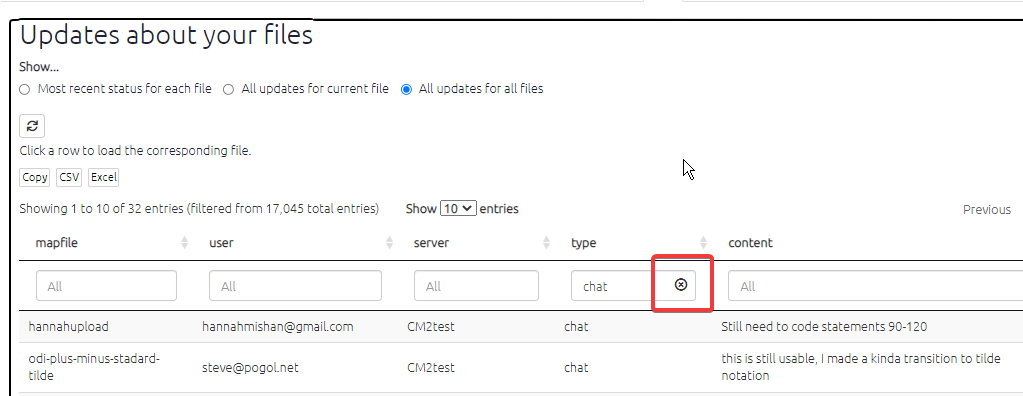 Updates about your files
Show...
Most recent status for each file All updates for current file All updates for all files
Click a row to load the corresponding file.
Copy CSV Excel
Showing 1 to 10 of 32 entries (filtered from 17,045 total entries) Show 10 entries Previous
mapfile user server type content
All All All chat All
hannahupload hannahmishan@gmail.com CM2test chat Still need to code statements 90-120
odi-plus-minus-stadard- steve@pogol.net CM2test chat this is still usable, I made a kinda transition to tilde
tilde notation